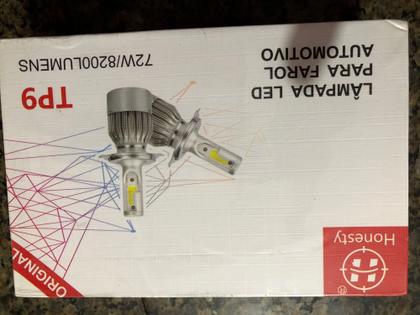 Honesty
®
ORIGINAL
LÂMPADA LED
PARA FAROL
AUTOMOTIVO
TP9
72W/8200LUMENS